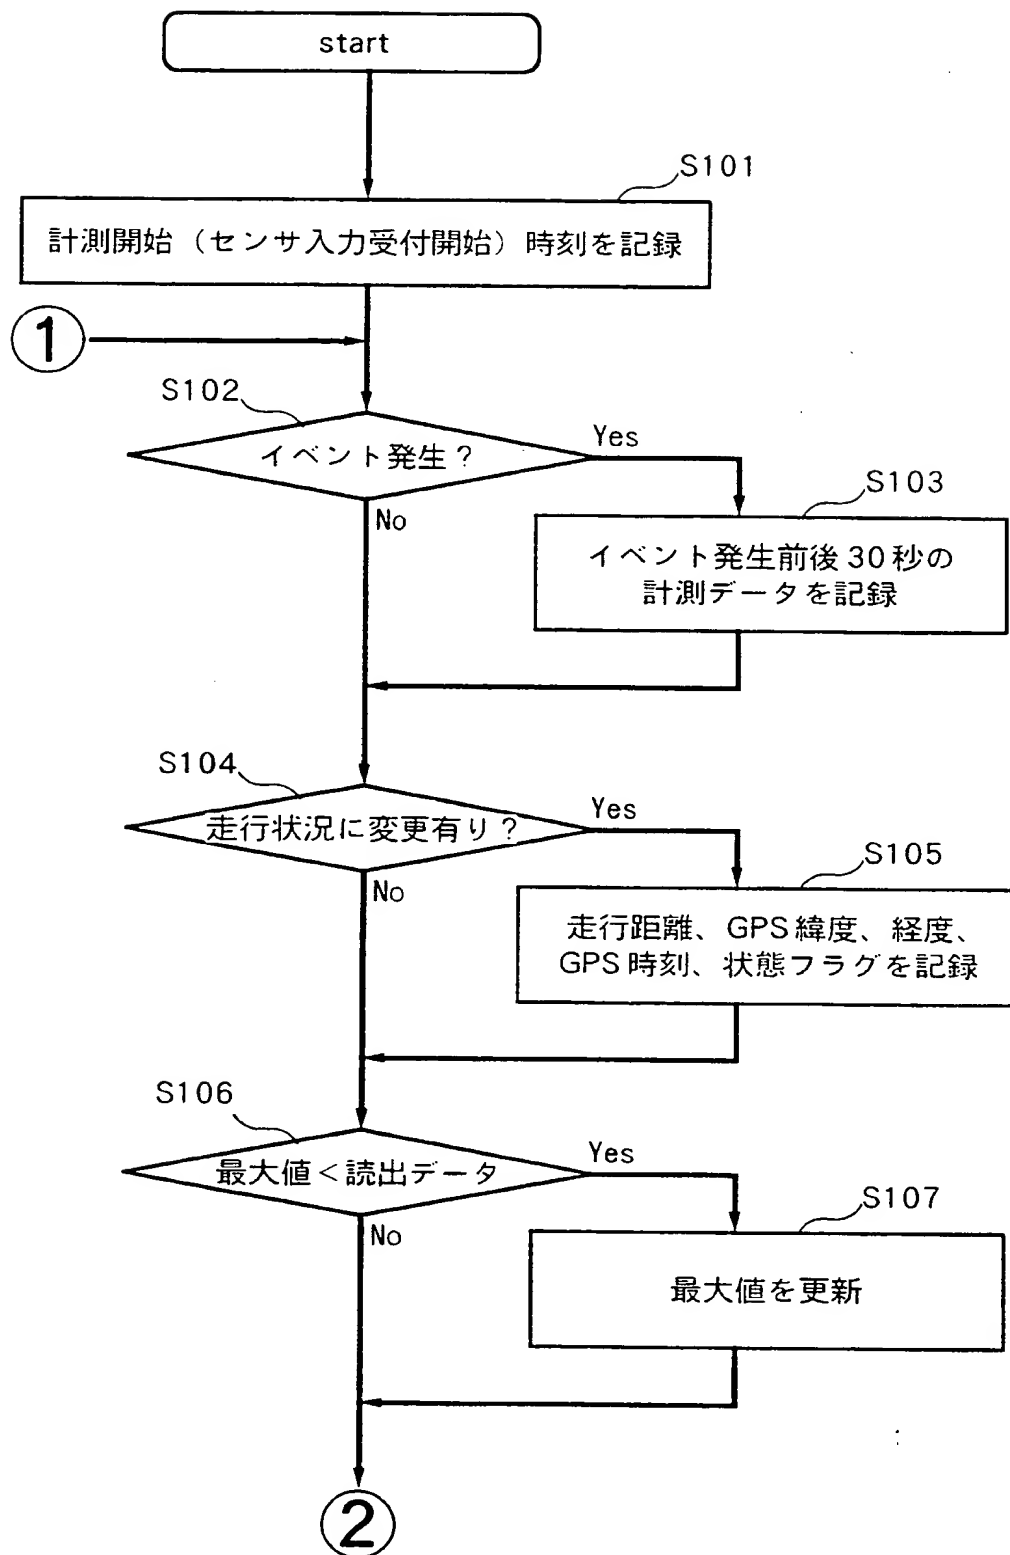 start
S101
計測開始（センサ入力受付開始）時刻を記録
1
S102
イベント発生？
Yes
No
S103
イベント発生前後30秒の
計測データを記録
S104
走行状況に変更有り？
Yes
No
S105
走行距離、GPS緯度、経度、
GPS時刻、状態フラグを記録
S106
最大値＜読出データ
Yes
No
S107
最大値を更新
2